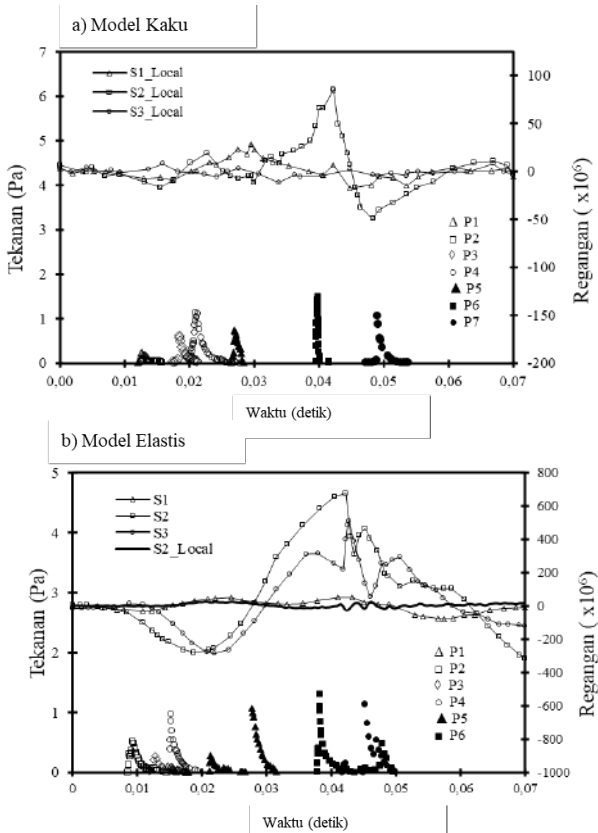 a) Model Kaku
7
6
5
4
3
2
1
0
Tekanan (Pa)
S1_Local
S2_Local
S3_Local
100
50
0
-50
-100
-150
-200
Regangan ( x10⁶)
P1
P2
P3
P4
P5
P6
P7
0,00
0,01
0,02
0,03
0,04
0,05
0,06
0,07
Waktu (detik)
b) Model Elastis
5
4
3
2
1
0
Tekanan (Pa)
S1
S2
S3
S2_Local
800
600
400
200
0
-200
-400
-600
-800
-1000
Regangan ( x10⁶)
P1
P2
P3
P4
P5
P6
0
0,01
0,02
0,03
0,04
0,05
0,06
0,07
Waktu (detik)